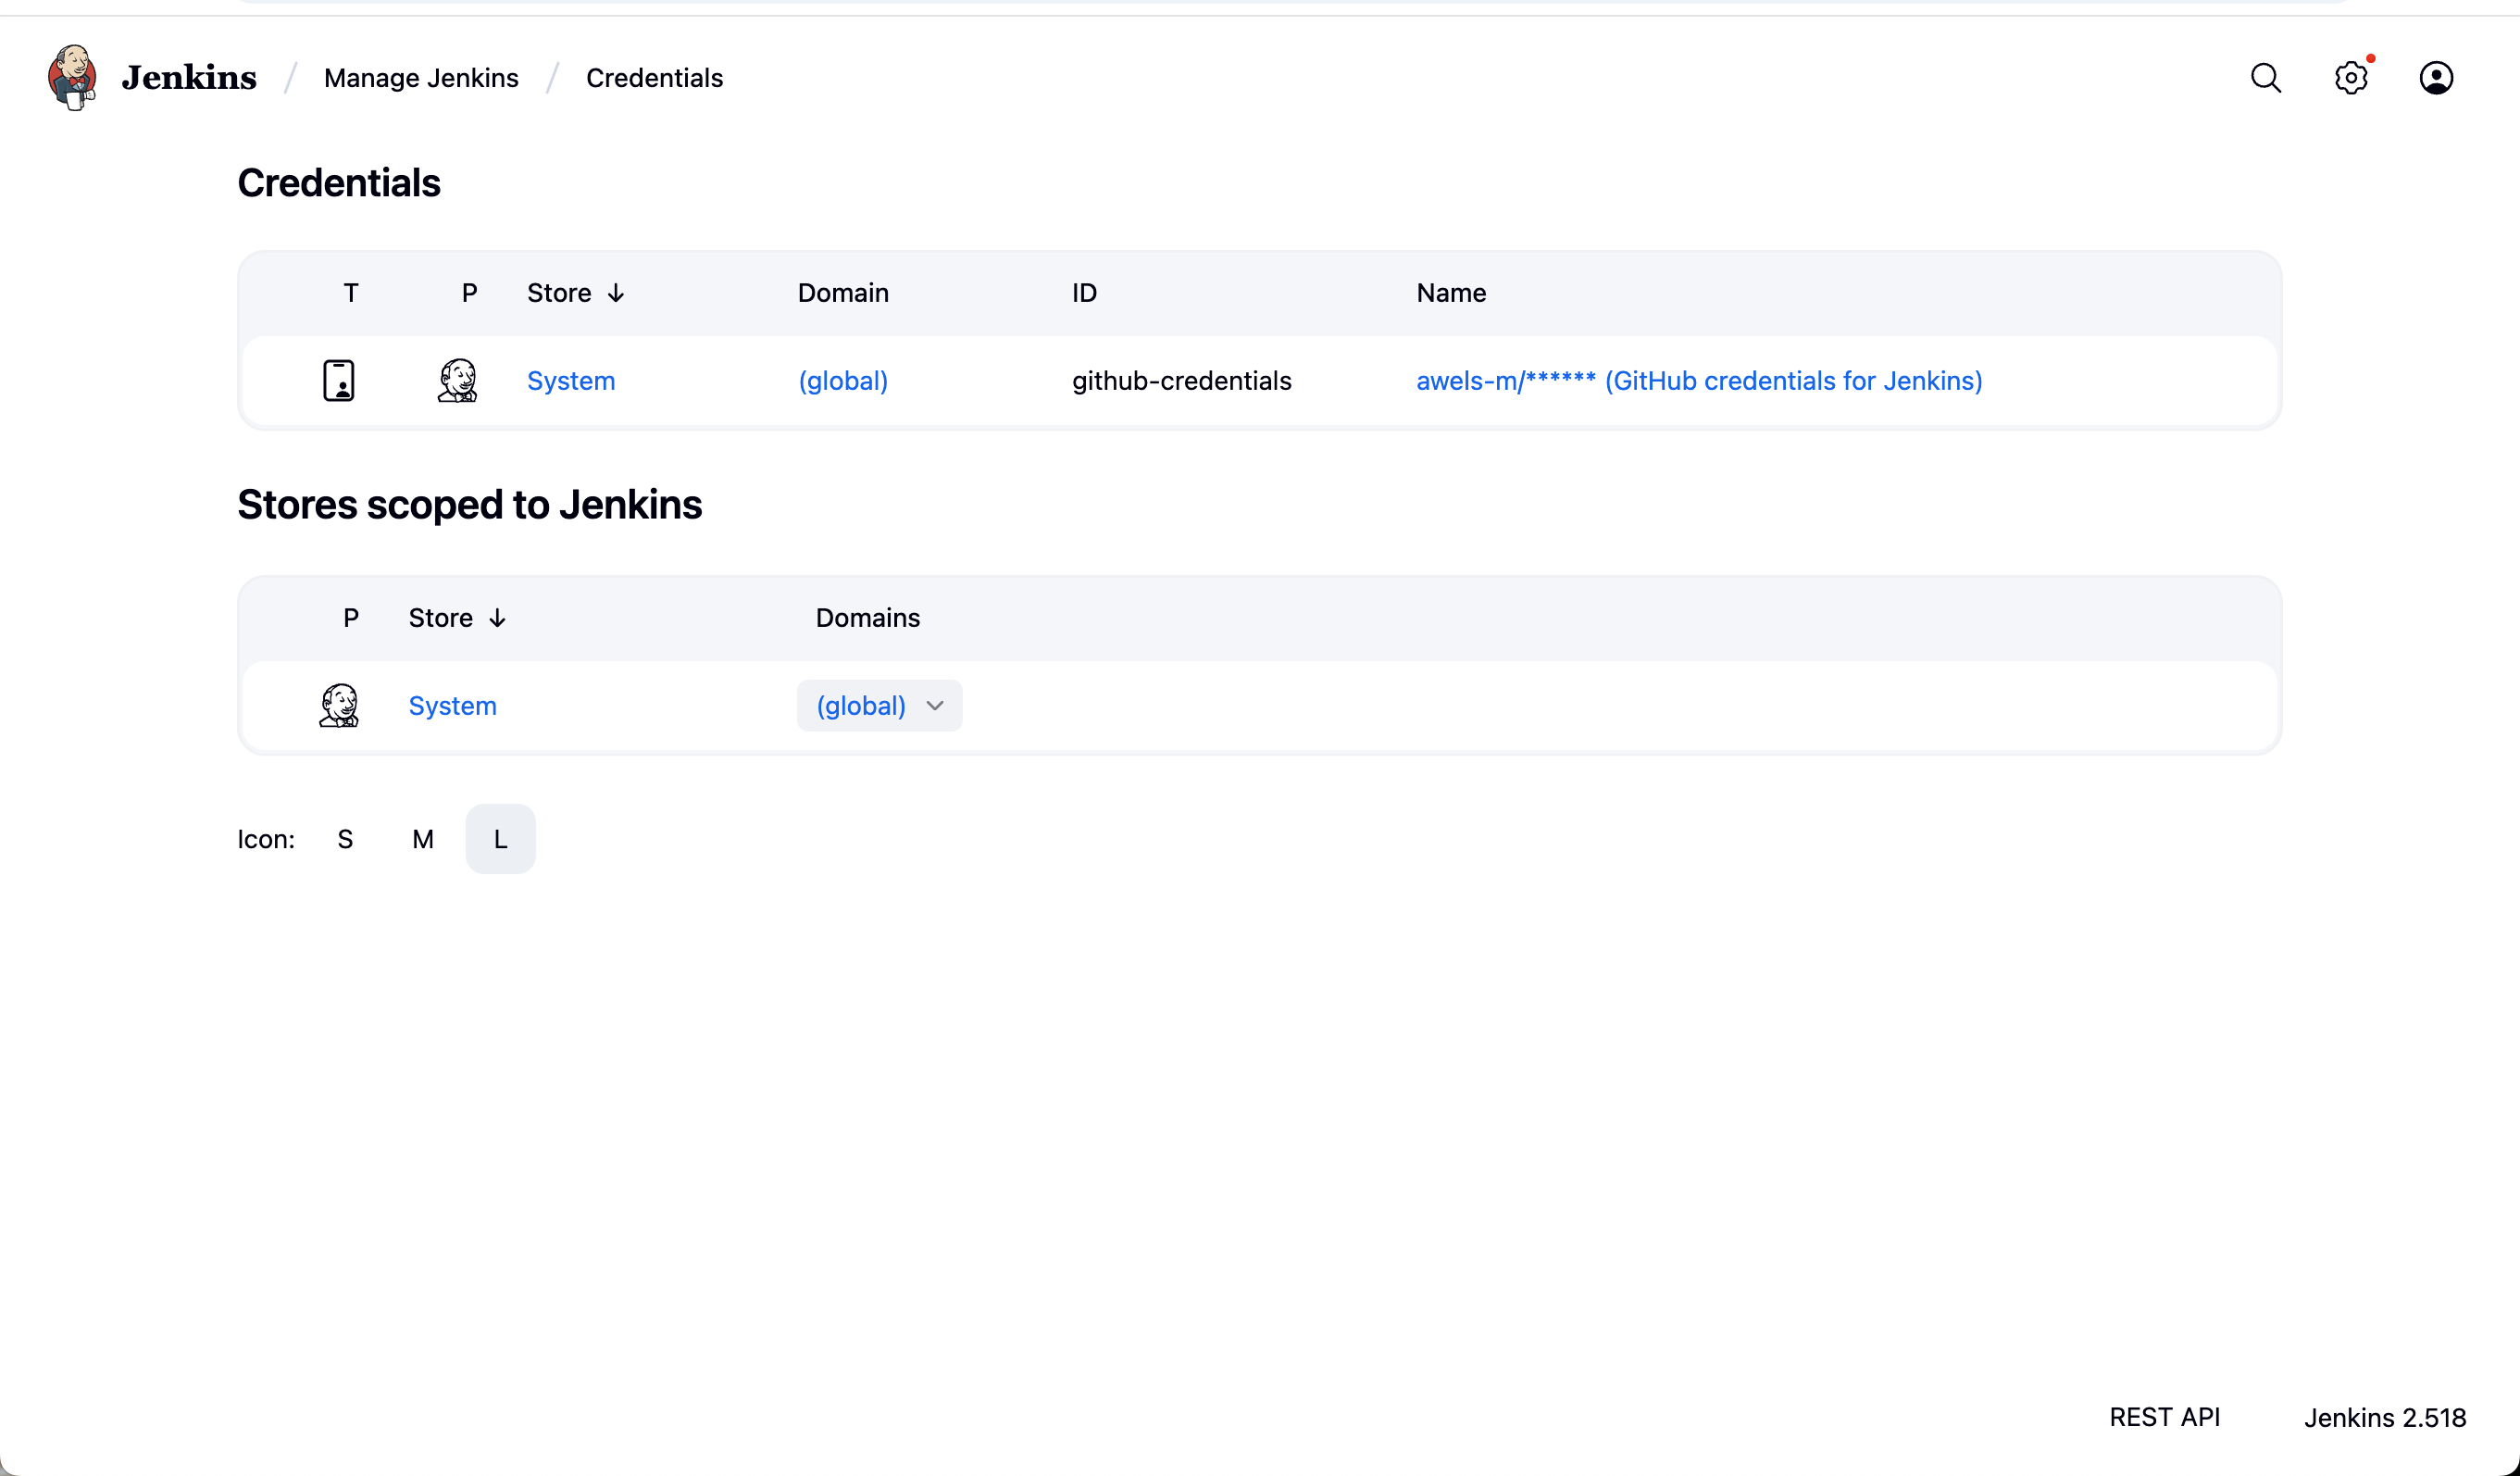 Jenkins / Manage Jenkins / Credentials
Credentials
T P Store ↓ Domain ID Name
System (global) github-credentials awels-m/****** (GitHub credentials for Jenkins)
Stores scoped to Jenkins
P Store ↓ Domains
System (global)
Icon: S M L
REST API Jenkins 2.518